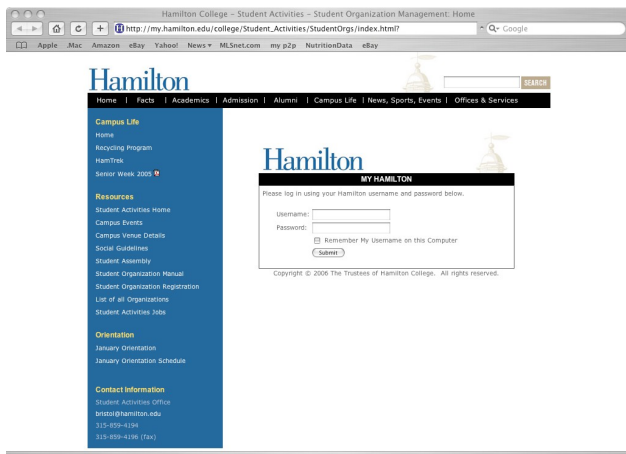 Hamilton College – Student Activities – Student Organization Management: Home
http://my.hamilton.edu/college/Student_Activities/StudentOrgs/index.html?
Google
Apple .Mac Amazon eBay Yahoo! News ▾ MLSnet.com my p2p NutritionData eBay
Hamilton
SEARCH
Home | Facts | Academics | Admission | Alumni | Campus Life | News, Sports, Events | Offices & Services
Campus Life
Home
Recycling Program
HamTrek
Senior Week 2005
Resources
Student Activities Home
Campus Events
Campus Venue Details
Social Guidelines
Student Assembly
Student Organization Manual
Student Organization Registration
List of all Organizations
Student Activities Jobs
Orientation
January Orientation
January Orientation Schedule
Contact Information
Student Activities Office
bristol@hamilton.edu
315-859-4194
315-859-4196 (fax)
Hamilton
MY HAMILTON
Please log in using your Hamilton username and password below.
Username:
Password:
Remember My Username on this Computer
Submit
Copyright © 2006 The Trustees of Hamilton College. All rights reserved.